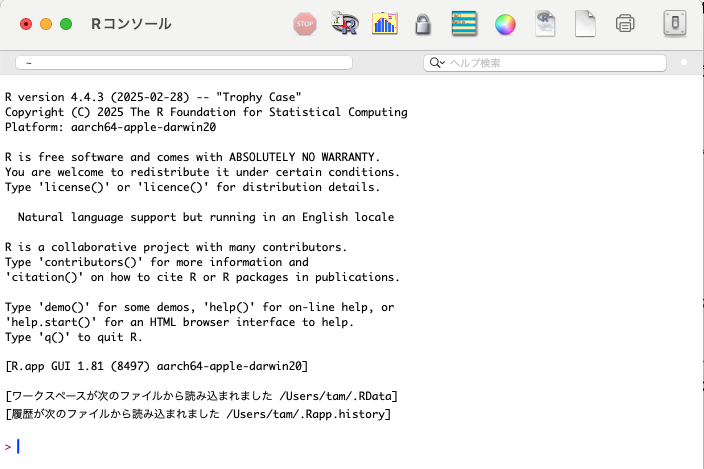 Rコンソール
STOP
~
ヘルプ検索
R version 4.4.3 (2025-02-28) -- "Trophy Case"
Copyright (C) 2025 The R Foundation for Statistical Computing
Platform: aarch64-apple-darwin20
R is free software and comes with ABSOLUTELY NO WARRANTY.
You are welcome to redistribute it under certain conditions.
Type 'license()' or 'licence()' for distribution details.
Natural language support but running in an English locale
R is a collaborative project with many contributors.
Type 'contributors()' for more information and
'citation()' on how to cite R or R packages in publications.
Type 'demo()' for some demos, 'help()' for on-line help, or
'help.start()' for an HTML browser interface to help.
Type 'q()' to quit R.
[R.app GUI 1.81 (8497) aarch64-apple-darwin20]
[ワークスペースが次のファイルから読み込まれました /Users/tam/.RData]
[履歴が次のファイルから読み込まれました /Users/tam/.Rapp.history]
>